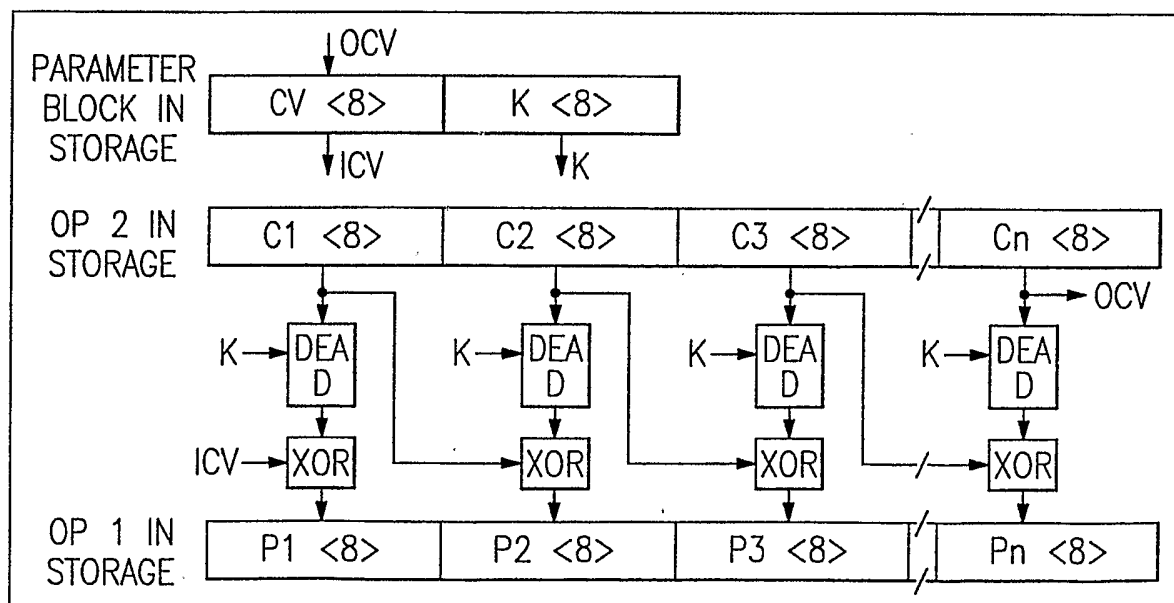 OCV
PARAMETER
BLOCK IN
STORAGE
CV <8> K <8>
ICV K
OP 2 IN
STORAGE
C1 <8> C2 <8> C3 <8> Cn <8>
OCV
K DEA D K DEA D K DEA D K DEA D
ICV XOR XOR XOR XOR
OP 1 IN
STORAGE
P1 <8> P2 <8> P3 <8> Pn <8>